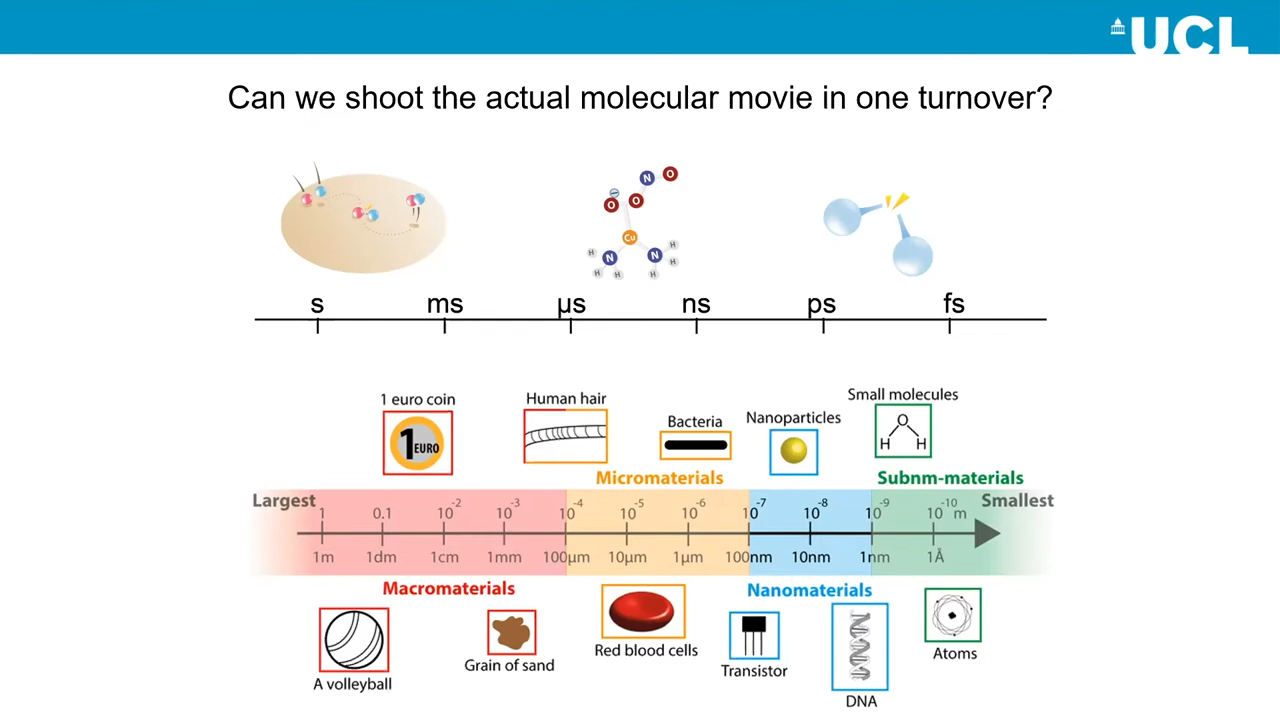 UCL
Can we shoot the actual molecular movie in one turnover?
N O
O O
Cu
H N H H N H H H
s ms µs ns ps fs
1 euro coin Human hair Bacteria Nanoparticles Small molecules
1 EURO
O
H H
Micromaterials Subnm-materials
Largest Smallest
1 0.1 10-2 10-3 10-4 10-5 10-6 10-7 10-8 10-9 10-10 m
1m 1dm 1cm 1mm 100µm 10µm 1µm 100nm 10nm 1nm 1Å
Macromaterials Nanomaterials
A volleyball Grain of sand Red blood cells Transistor DNA Atoms